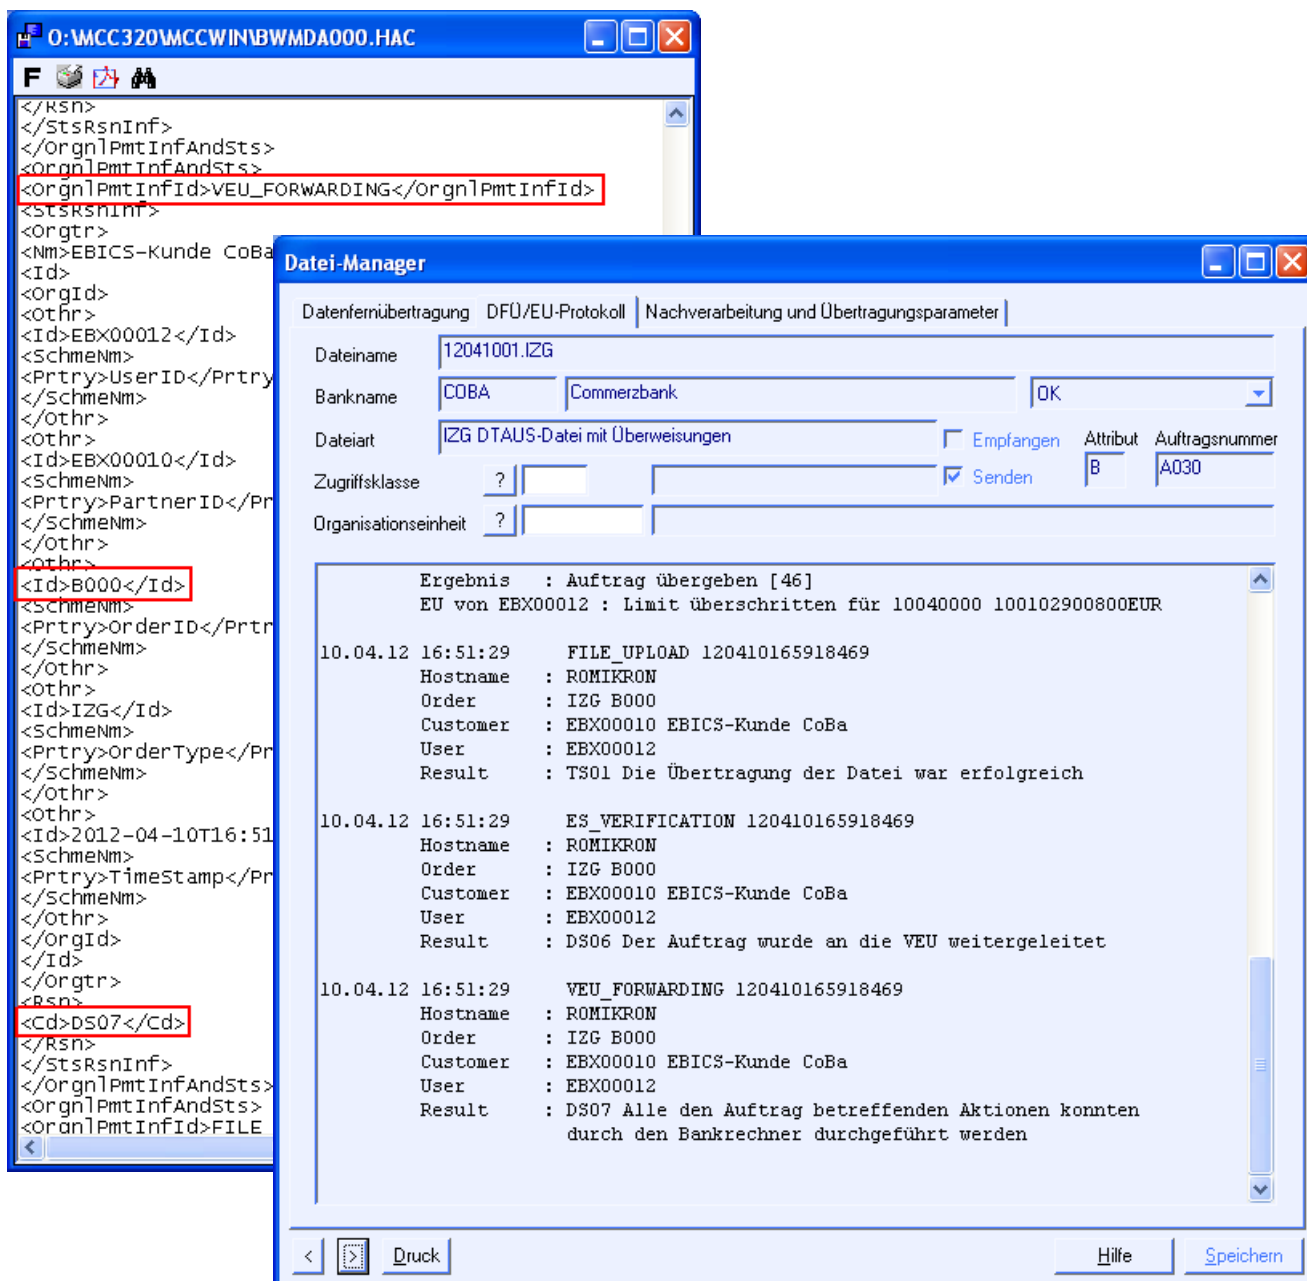 O:\MCC320\MCCWIN\BWMDA000.HAC
F
</Rsn>
</StsRsnInf>
</OrgnlPmtInfAndSts>
<OrgnlPmtInfAndSts>
<OrgnlPmtInfId>VEU_FORWARDING</OrgnlPmtInfId>
<StsRsnInf>
<Orgtr>
<Nm>EBICS-Kunde CoBa
<Id>
<OrgId>
<Othr>
<Id>EBX00012</Id>
<SchmeNm>
<Prtry>UserID</Prtry
</SchmeNm>
</Othr>
<Othr>
<Id>EBX00010</Id>
<SchmeNm>
<Prtry>PartnerID</Pr
</SchmeNm>
</Othr>
<Othr>
<Id>B000</Id>
<SchmeNm>
<Prtry>OrderID</Prtr
</SchmeNm>
</Othr>
<Othr>
<Id>IZG</Id>
<SchmeNm>
<Prtry>OrderType</Pr
</SchmeNm>
</Othr>
<Othr>
<Id>2012-04-10T16:51
<SchmeNm>
<Prtry>TimeStamp</Pr
</SchmeNm>
</Othr>
</OrgId>
</Id>
</Orgtr>
<Rsn>
<Cd>DS07</Cd>
</Rsn>
</StsRsnInf>
</OrgnlPmtInfAndSts>
<OrgnlPmtInfAndSts>
<OrgnlPmtInfId>FILE
Datei-Manager
Datenfernübertragung DFÜ/EU-Protokoll Nachverarbeitung und Übertragungsparameter
Dateiname 12041001.IZG
Bankname COBA Commerzbank OK
Dateiart IZG DTAUS-Datei mit Überweisungen Empfangen Attribut Auftragsnummer
Zugriffsklasse ? Senden B A030
Organisationseinheit ?
Ergebnis : Auftrag übergeben [46]
EU von EBX00012 : Limit überschritten für 10040000 100102900800EUR
10.04.12 16:51:29 FILE_UPLOAD 120410165918469
Hostname : ROMIKRON
Order : IZG B000
Customer : EBX00010 EBICS-Kunde CoBa
User : EBX00012
Result : TS01 Die Übertragung der Datei war erfolgreich
10.04.12 16:51:29 ES_VERIFICATION 120410165918469
Hostname : ROMIKRON
Order : IZG B000
Customer : EBX00010 EBICS-Kunde CoBa
User : EBX00012
Result : DS06 Der Auftrag wurde an die VEU weitergeleitet
10.04.12 16:51:29 VEU_FORWARDING 120410165918469
Hostname : ROMIKRON
Order : IZG B000
Customer : EBX00010 EBICS-Kunde CoBa
User : EBX00012
Result : DS07 Alle den Auftrag betreffenden Aktionen konnten
durch den Bankrechner durchgeführt werden
< > Druck Hilfe Speichern